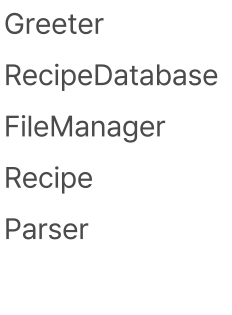 Greeter
RecipeDatabase
FileManager
Recipe
Parser